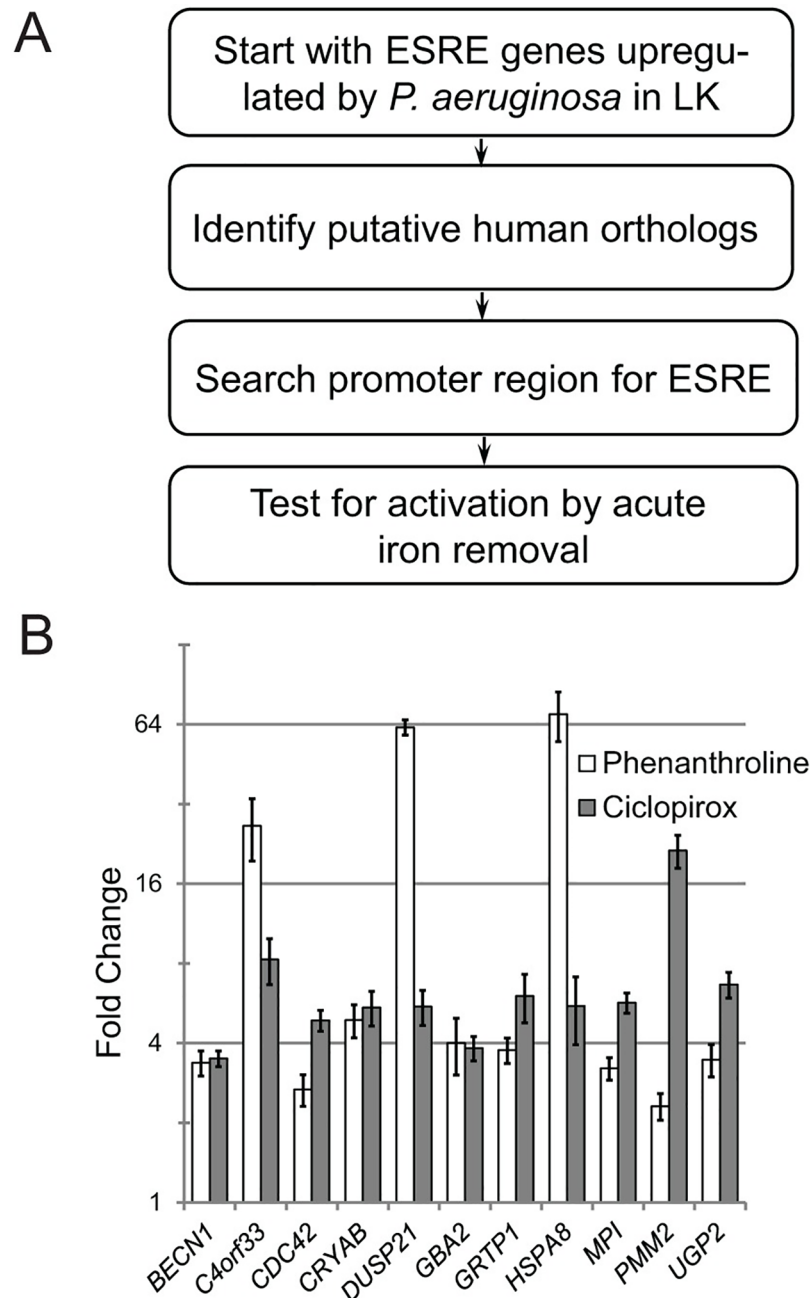 A
Start with ESRE genes upregu-
lated by P. aeruginosa in LK
Identify putative human orthologs
Search promoter region for ESRE
Test for activation by acute
iron removal
B
Fold Change
64
16
4
1
Phenanthroline
Ciclopirox
BECN1
C4orf33
CDC42
CRYAB
DUSP21
GBA2
GRTP1
HSPA8
MPI
PMM2
UGP2